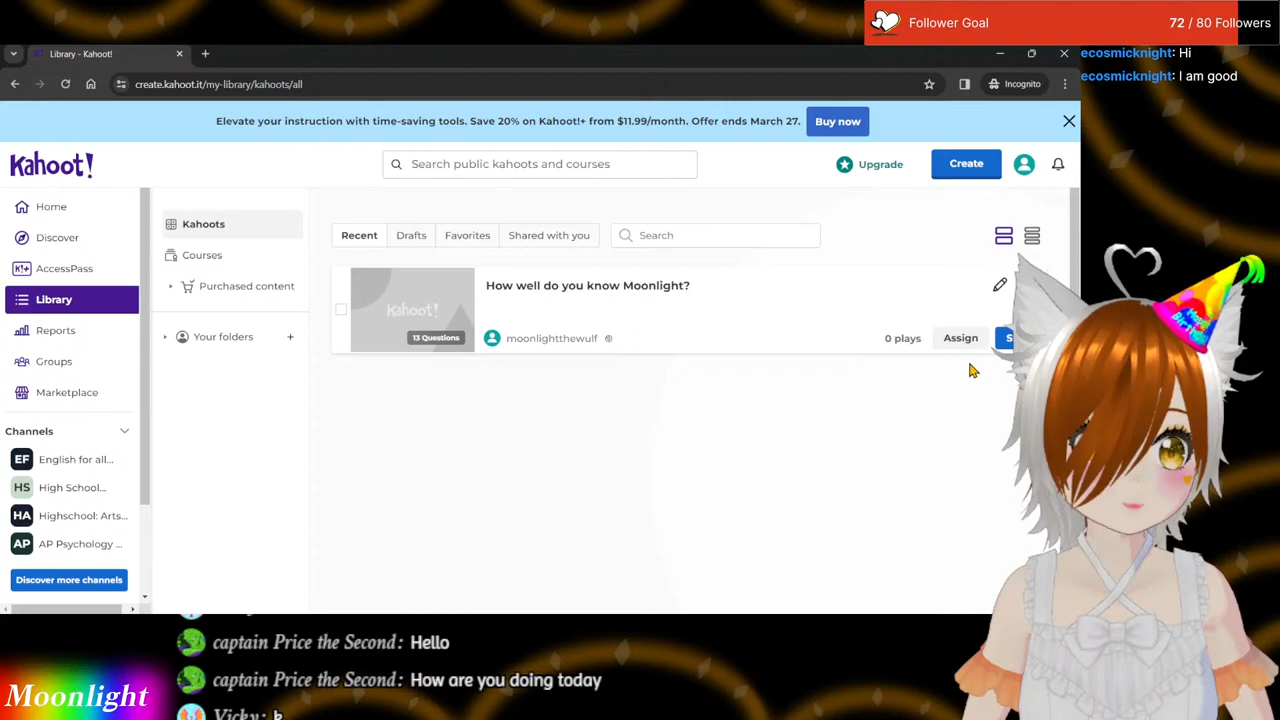 Follower Goal
72 / 80 Followers
Library - Kahoot!
ecosmicknight: Hi
ecosmicknight: I am good
create.kahoot.it/my-library/kahoots/all
Incognito
Elevate your instruction with time-saving tools. Save 20% on Kahoot!+ from $11.99/month. Offer ends March 27.
Buy now
Kahoot!
Search public kahoots and courses
Upgrade
Create
Home
Discover
K!+ AccessPass
Library
Reports
Groups
Marketplace
Channels
EF English for all...
HS High School...
HA Highschool: Arts...
AP AP Psychology ...
Discover more channels
Kahoots
Courses
Purchased content
Your folders
Recent
Drafts
Favorites
Shared with you
Search
Kahoot!
13 Questions
How well do you know Moonlight?
moonlightthewulf
0 plays
Assign
S
captain Price the Second: Hello
captain Price the Second: How are you doing today
Vicky:
Moonlight